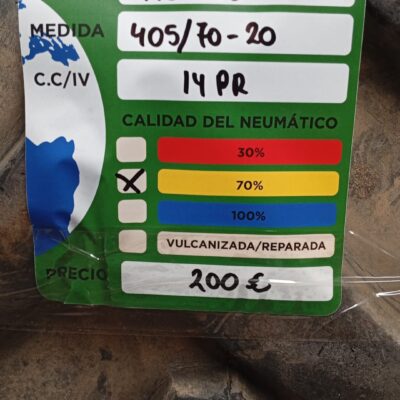 MEDIDA 405/70-20
C.C/IV 14 PR
CALIDAD DEL NEUMÁTICO
30%
X 70%
100%
VULCANIZADA/REPARADA
PRECIO 200 €